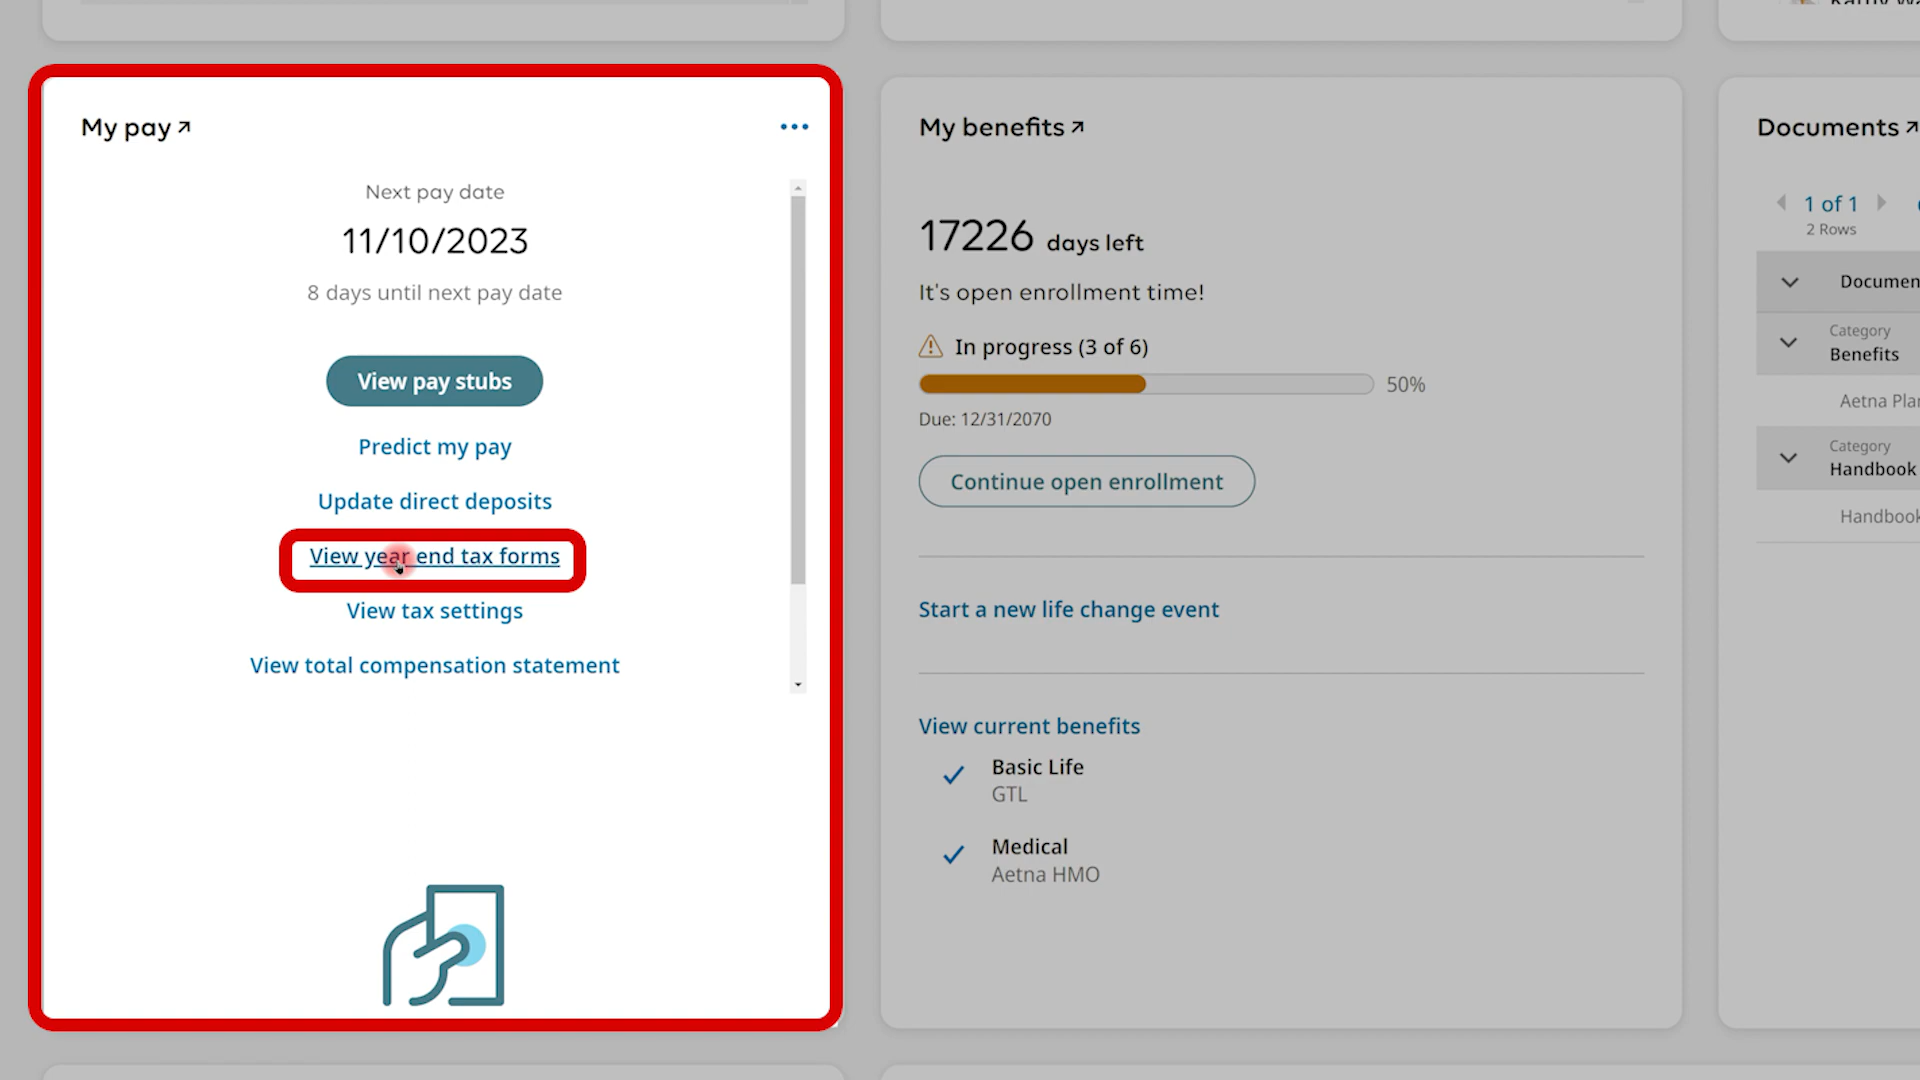 My pay
Next pay date
11/10/2023
8 days until next pay date
View pay stubs
Predict my pay
Update direct deposits
View year end tax forms
View tax settings
View total compensation statement
My benefits
17226 days left
It's open enrollment time!
In progress (3 of 6)
50%
Due: 12/31/2070
Continue open enrollment
Start a new life change event
View current benefits
Basic Life
GTL
Medical
Aetna HMO
Documents
1 of 1
2 Rows
Documen
Category
Benefits
Aetna Pla
Category
Handbook
Handbook